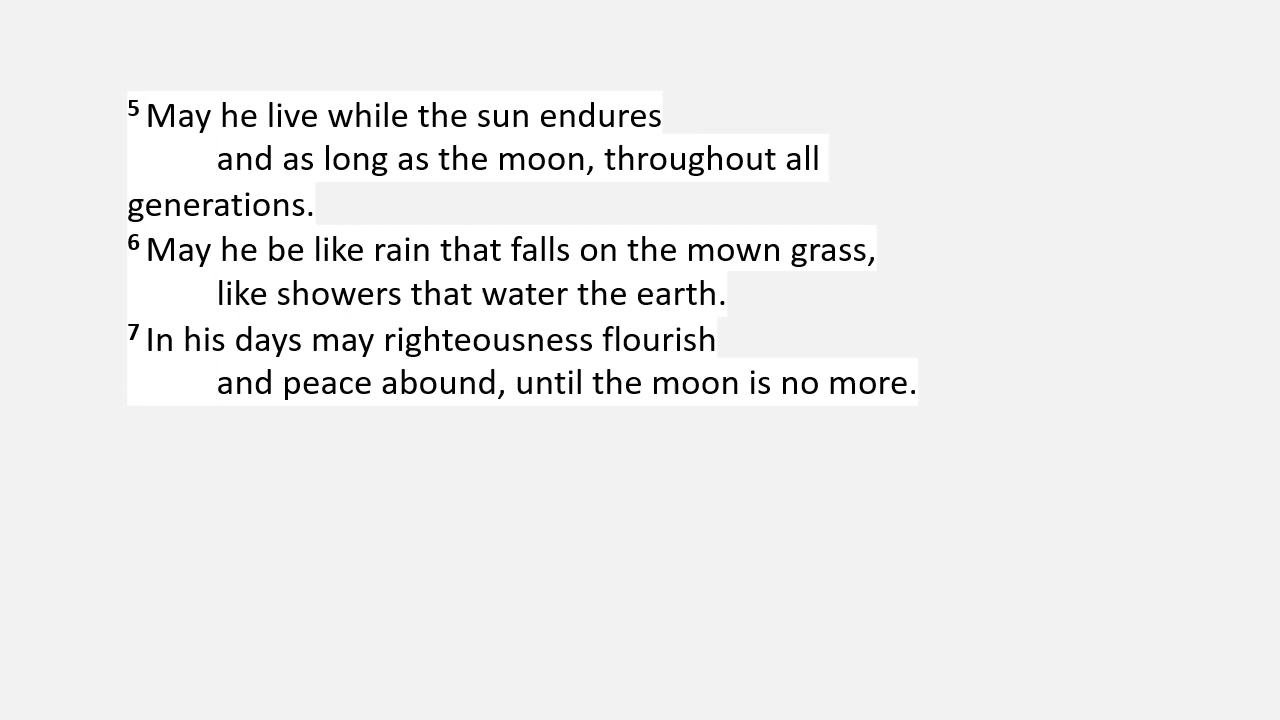 5 May he live while the sun endures
and as long as the moon, throughout all
generations.
6 May he be like rain that falls on the mown grass,
like showers that water the earth.
7 In his days may righteousness flourish
and peace abound, until the moon is no more.